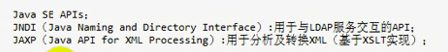 Java SE APIs;
JNDI (Java Naming and Directory Interface) :用于与LDAP服务交互的API;
JAXP (Java API for XML Processing) :用于分析及转换XML（基于XSLT实现）;